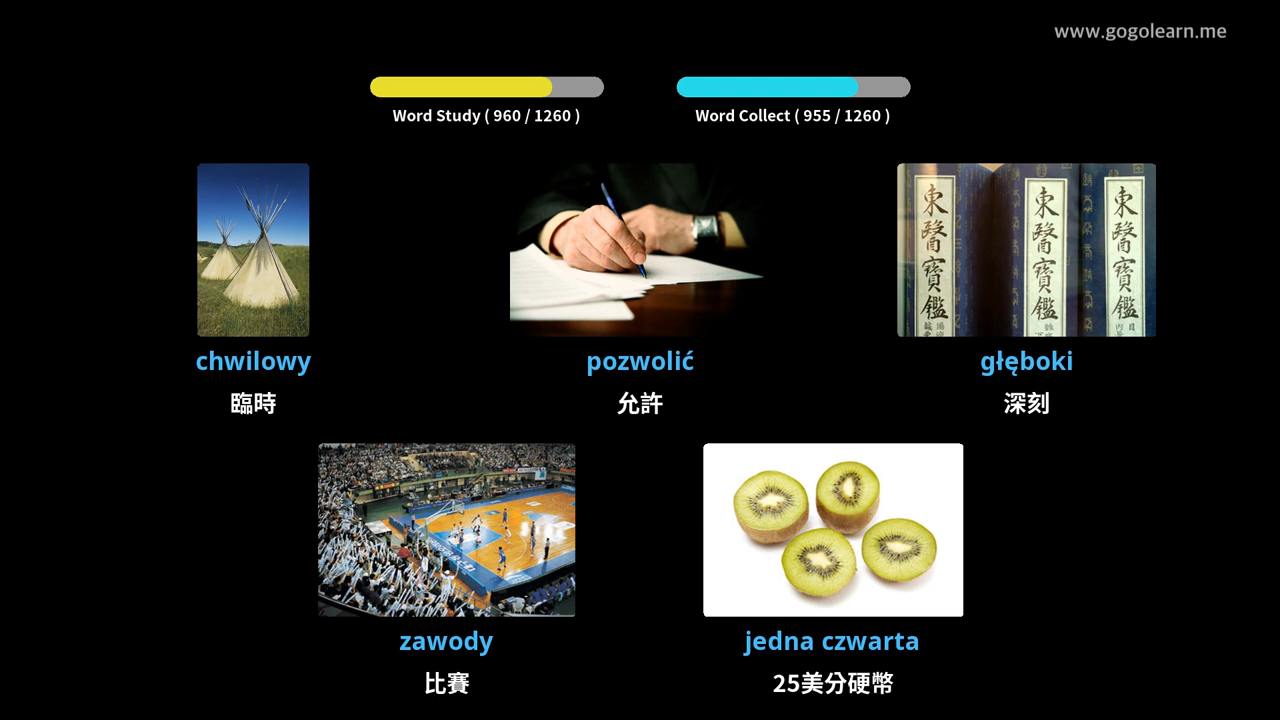 www.gogolearn.me
Word Study ( 960 / 1260 )
Word Collect ( 955 / 1260 )
東醫寶鑑
東醫寶鑑
東醫寶鑑
chwilowy
pozwolić
głęboki
臨時
允許
深刻
zawody
jedna czwarta
比賽
25美分硬幣